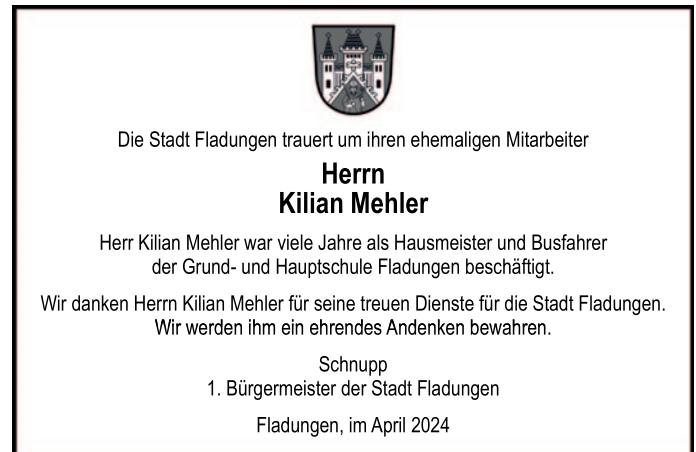 Die Stadt Fladungen trauert um ihren ehemaligen Mitarbeiter
Herrn
Kilian Mehler
Herr Kilian Mehler war viele Jahre als Hausmeister und Busfahrer
der Grund- und Hauptschule Fladungen beschäftigt.
Wir danken Herrn Kilian Mehler für seine treuen Dienste für die Stadt Fladungen.
Wir werden ihm ein ehrendes Andenken bewahren.
Schnupp
1. Bürgermeister der Stadt Fladungen
Fladungen, im April 2024